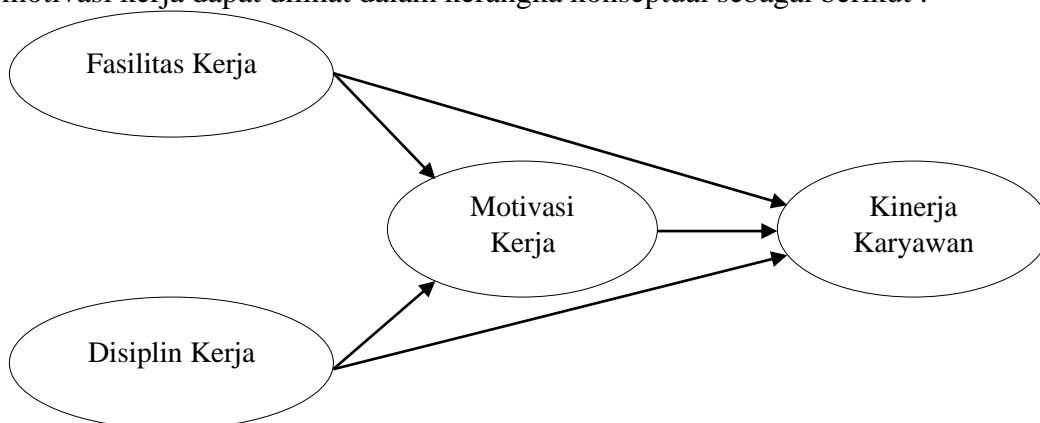 motivasi kerja dapat dilihat dalam kerangka konseptual sebagai berikut :
Fasilitas Kerja
Motivasi
Kerja
Kinerja
Karyawan
Disiplin Kerja